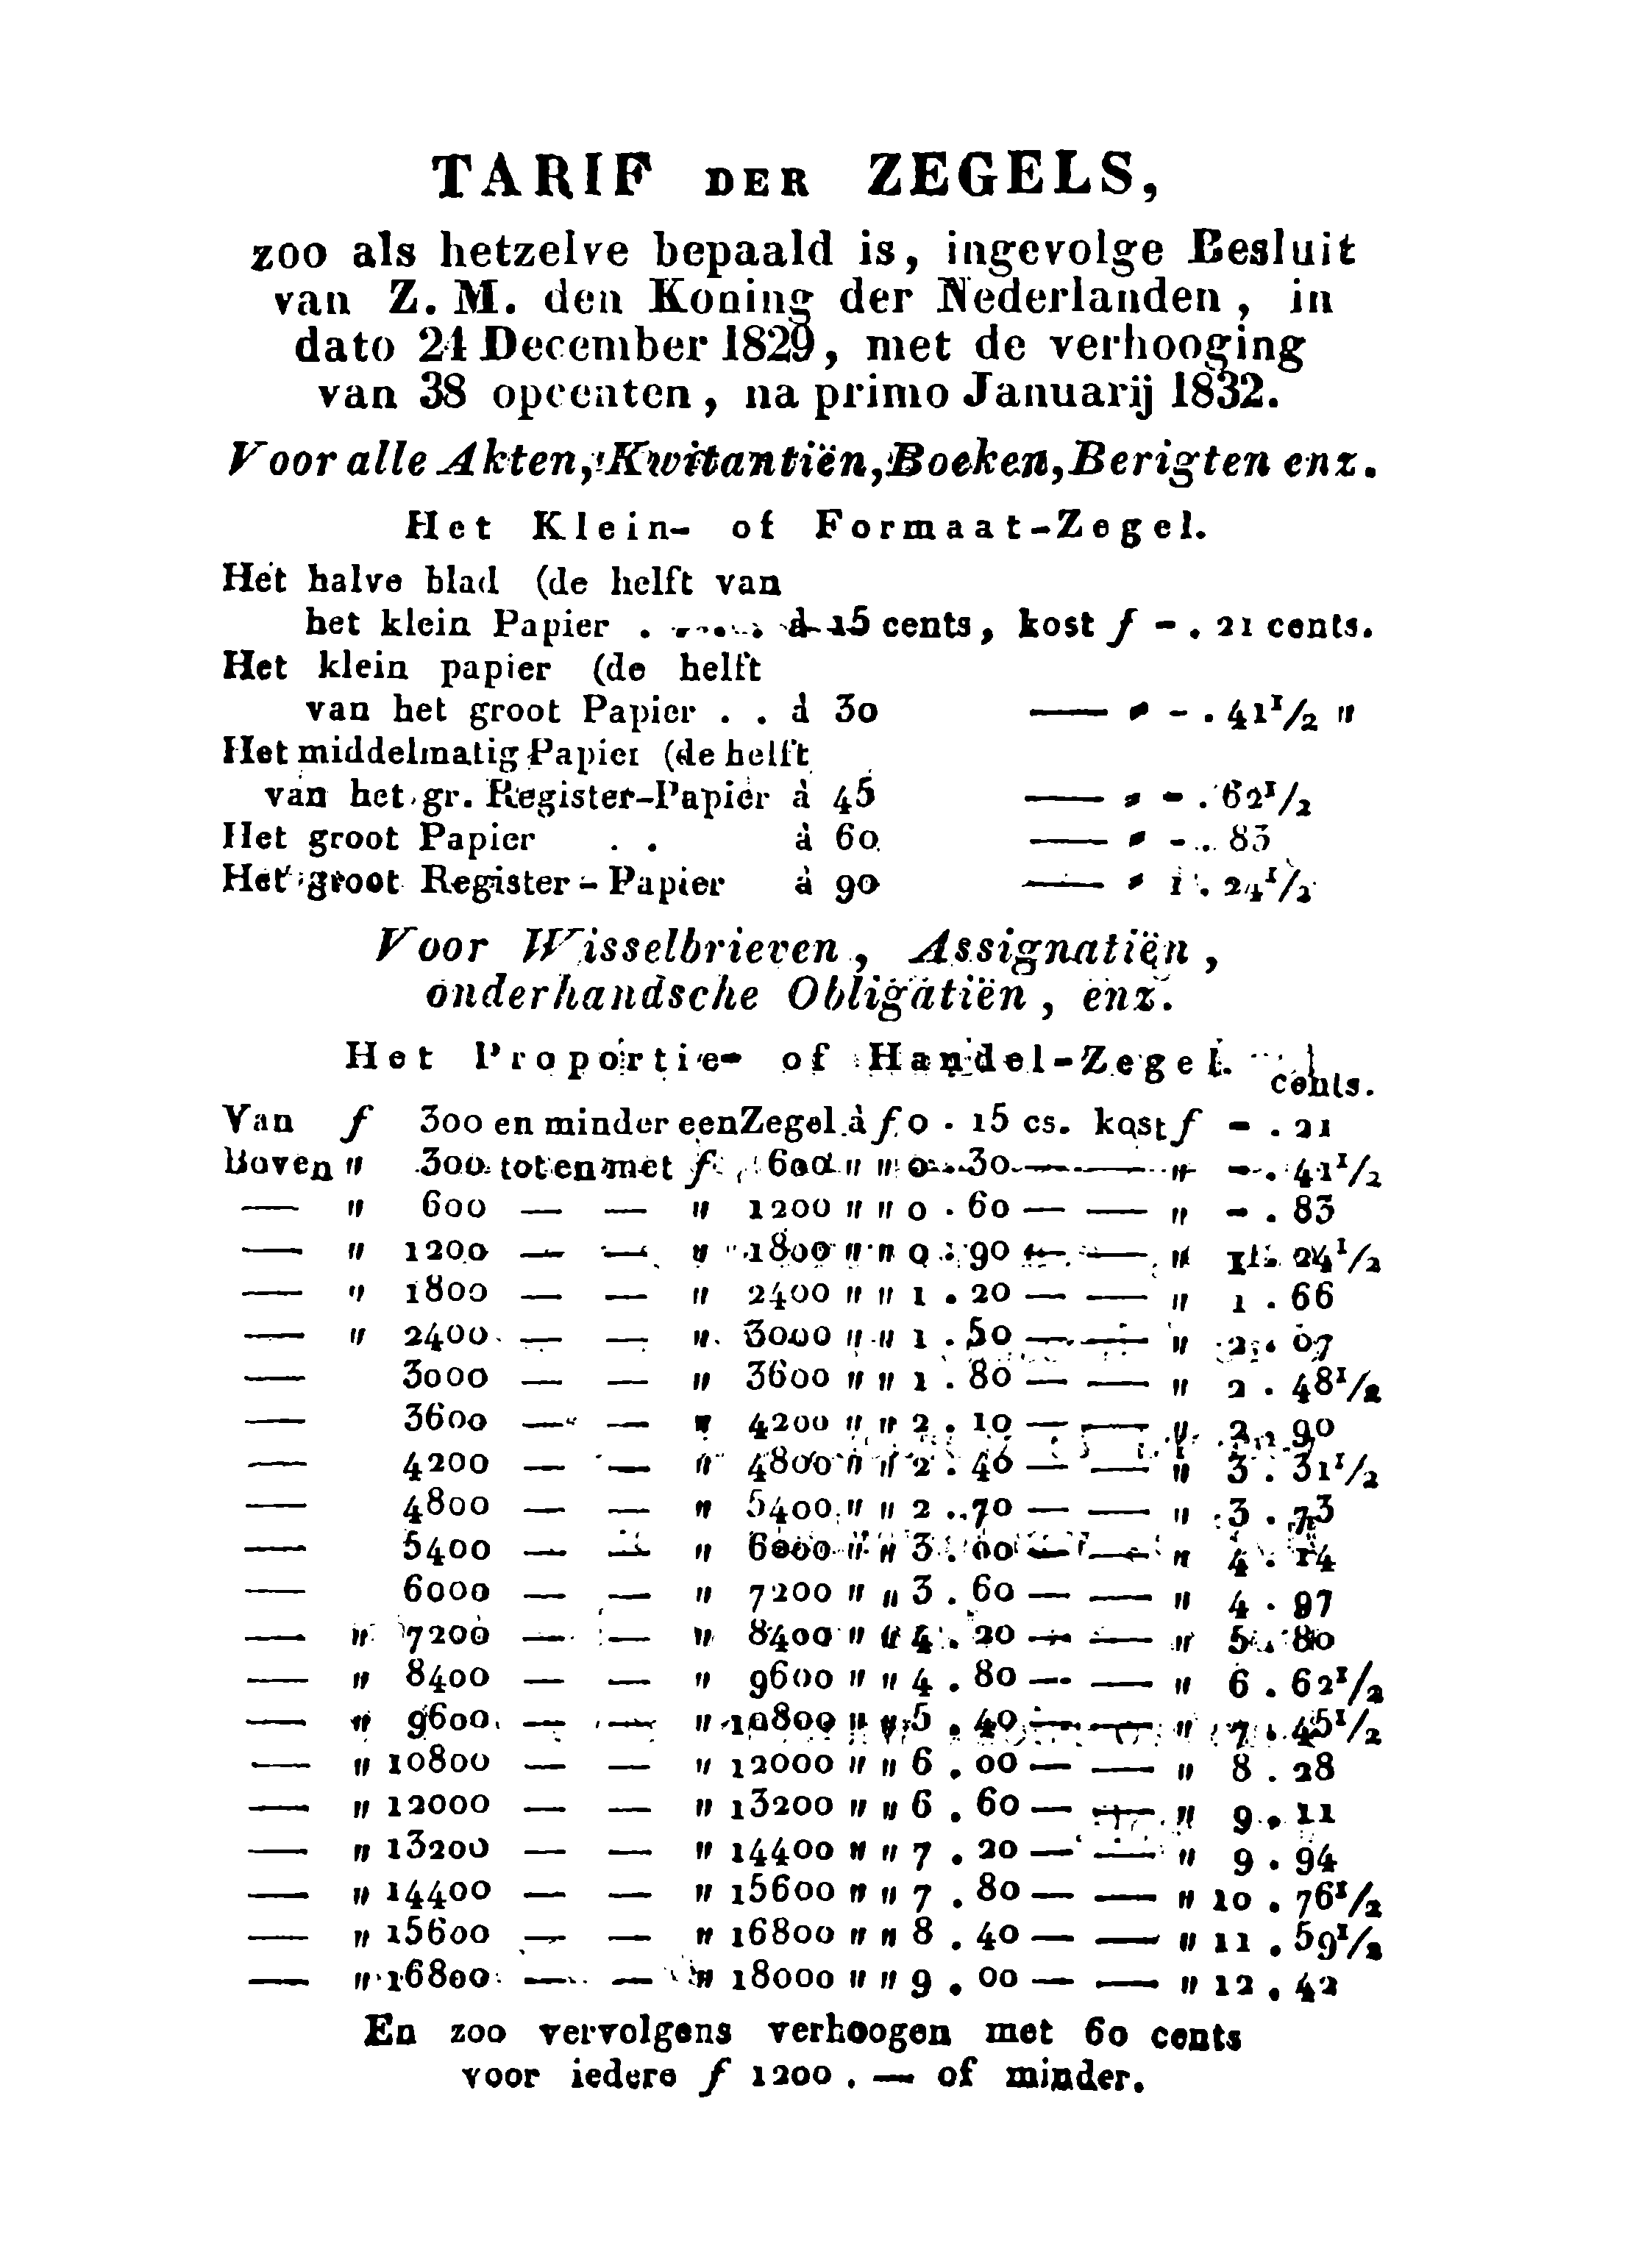 TARIF DER ZEGELS,
zoo als hetzelve bepaald is, ingevolge Besluit
van Z. M. den Koning der Nederlanden, in
dato 24 December 1829, met de verhooging
van 38 opcenten, na primo Januarij 1832.
Voor alle Akten, Kwitantiën, Boeken, Berigten enz.
Het Klein- of Formaat-Zegel.
Het halve blad (de helft van
het klein Papier . . . . . à 15 cents, kost ƒ - . 21 cents.
Het klein papier (de helft
van het groot Papier . . à 30 — " - . 41 1/2 "
Het middelmatig Papier (de helft
van het gr. Register-Papier à 45 — " - . 62 1/2
Het groot Papier . . à 60 — " - . 83
Het groot Register-Papier à 90 — " 1 . 24 1/2
Voor Wisselbrieven, Assignatiën,
onderhandsche Obligatiën, enz.
Het Proportie- of Handel-Zegel.
cents.
Van ƒ 300 en minder een Zegel à ƒ 0 . 15 cs. kost ƒ - . 21
Boven " 300 tot en met ƒ 600 " " 0 . 30 — — " - . 41 1/2
— " 600 — — " 1200 " " 0 . 60 — — " - . 83
— " 1200 — — " 1800 " " 0 . 90 — — " 1 . 24 1/2
— " 1800 — — " 2400 " " 1 . 20 — — " 1 . 66
— " 2400 — — " 3000 " " 1 . 50 — — " 2 . 07
— 3000 — — " 3600 " " 1 . 80 — — " 2 . 48 1/2
— 3600 — — " 4200 " " 2 . 10 — — " 2 . 90
— 4200 — — " 4800 " " 2 . 40 — — " 3 . 31 1/2
— 4800 — — " 5400 " " 2 . 70 — — " 3 . 73
— 5400 — — " 6000 " " 3 . 00 — — " 4 . 14
— 6000 — — " 7200 " " 3 . 60 — — " 4 . 97
— " 7200 — — " 8400 " " 4 . 20 — — " 5 . 80
— " 8400 — — " 9600 " " 4 . 80 — — " 6 . 62 1/2
— " 9600 — — " 10800 " " 5 . 40 — — " 7 . 45 1/2
— " 10800 — — " 12000 " " 6 . 00 — — " 8 . 28
— " 12000 — — " 13200 " " 6 . 60 — — " 9 . 11
— " 13200 — — " 14400 " " 7 . 20 — — " 9 . 94
— " 14400 — — " 15600 " " 7 . 80 — — " 10 . 76 1/2
— " 15600 — — " 16800 " " 8 . 40 — — " 11 . 59 1/2
— " 16800 — — " 18000 " " 9 . 00 — — " 12 . 42
En zoo vervolgens verhoogen met 60 cents
voor iedere ƒ 1200 . — of minder.